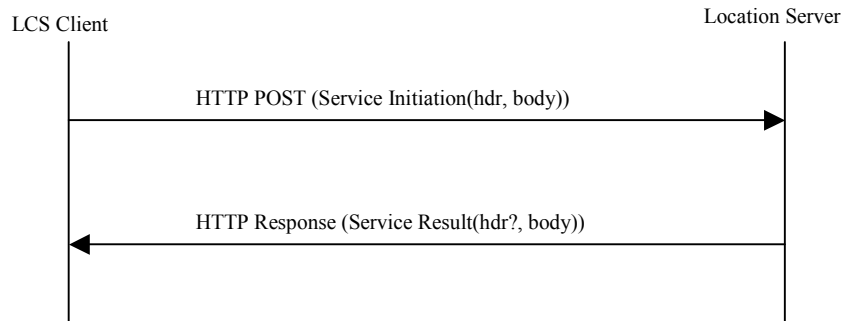 LCS Client
Location Server
HTTP POST (Service Initiation(hdr, body))
HTTP Response (Service Result(hdr?, body))